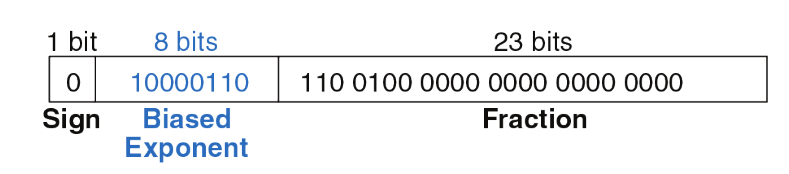 1 bit 8 bits 23 bits
0 10000110 110 0100 0000 0000 0000 0000
Sign Biased Fraction
Exponent